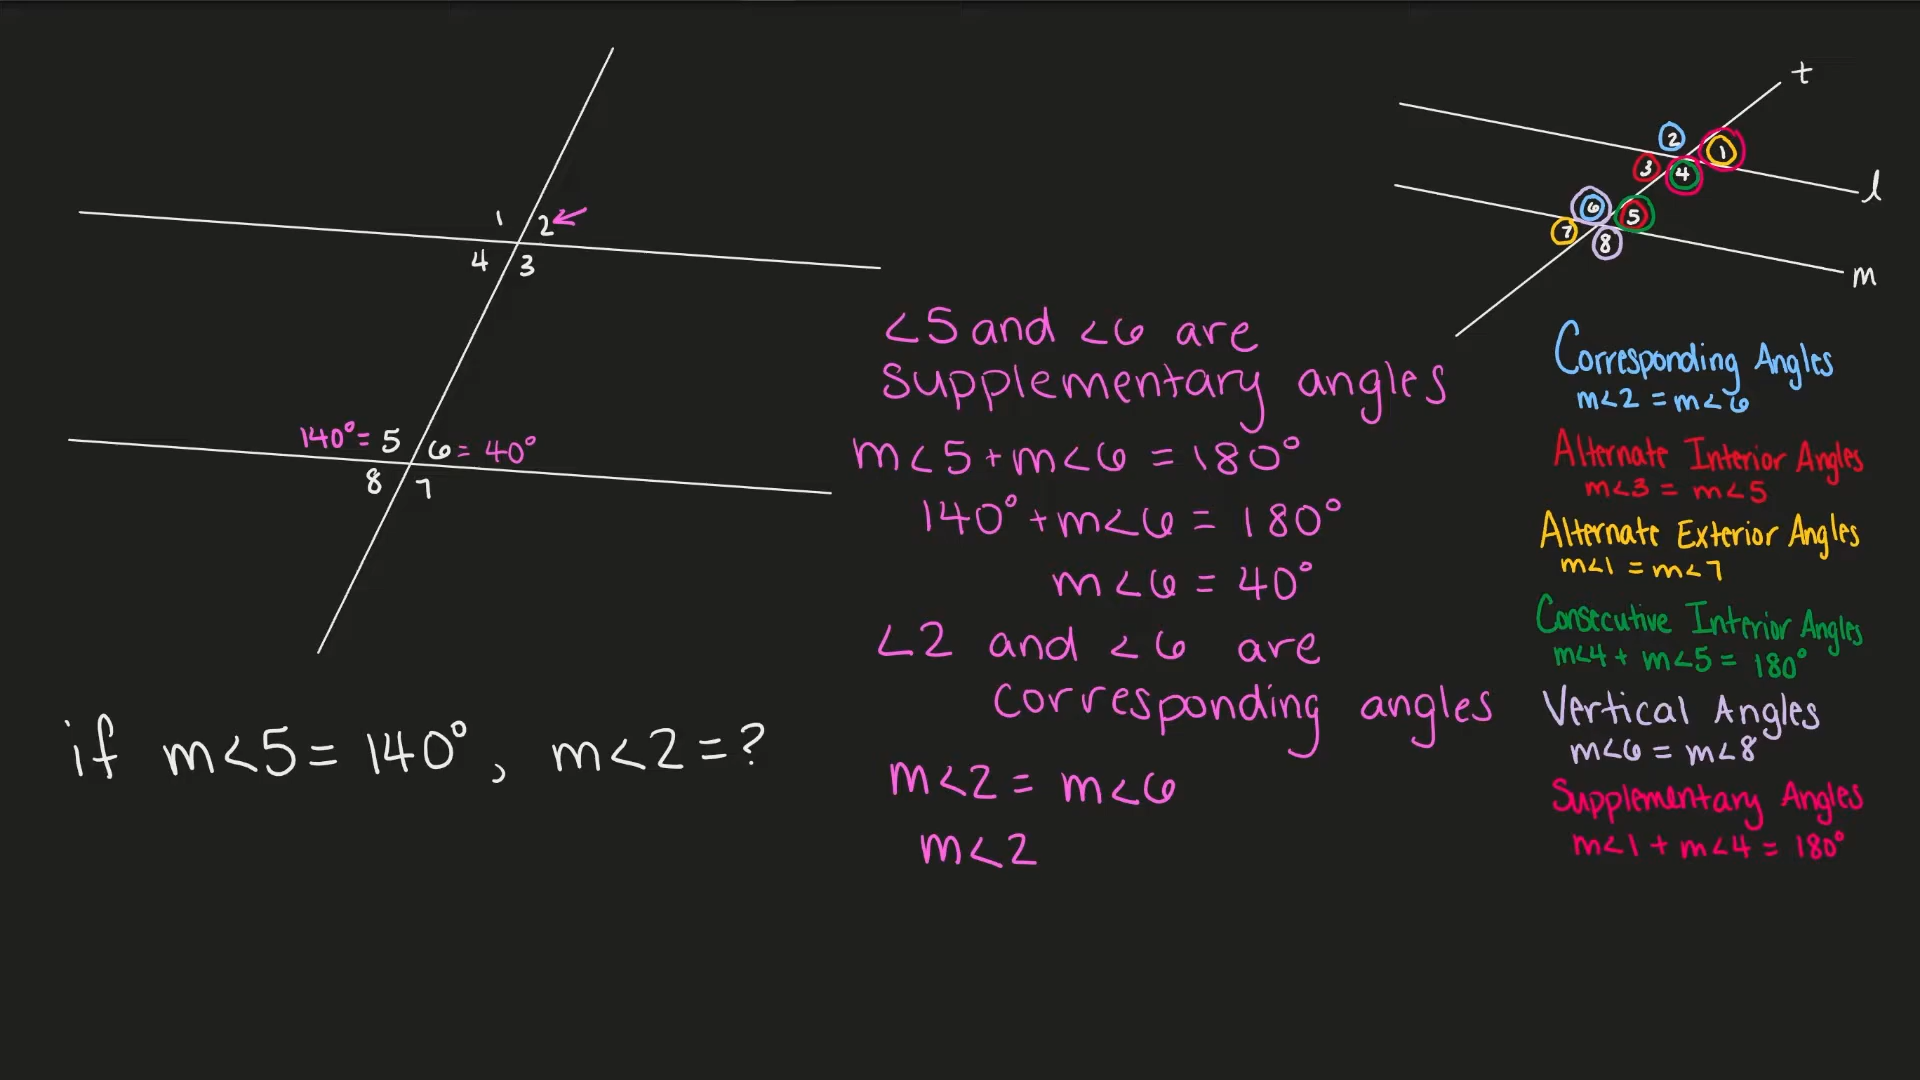 1
2
4
3
140°= 5
6 = 40°
8
7
if m<5 = 140°, m<2 = ?
<5 and <6 are
supplementary angles
m<5 + m<6 = 180°
140° + m<6 = 180°
m<6 = 40°
<2 and <6 are
corresponding angles
m<2 = m<6
m<2
t
2
1
3
4
l
6
5
7
8
m
Corresponding Angles
m<2 = m<6
Alternate Interior Angles
m<3 = m<5
Alternate Exterior Angles
m<1 = m<7
Consecutive Interior Angles
m<4 + m<5 = 180°
Vertical Angles
m<6 = m<8
Supplementary Angles
m<1 + m<4 = 180°